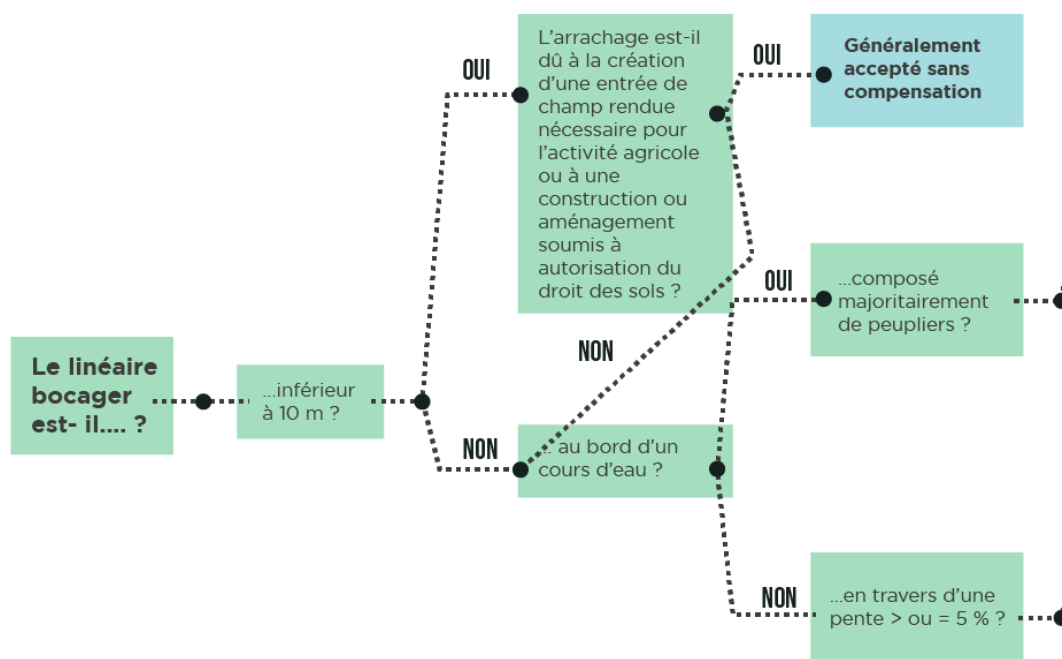 Le linéaire
bocager
est- il.... ?
...inférieur
à 10 m ?
OUI
L’arrachage est-il
dû à la création
d’une entrée de
champ rendue
nécessaire pour
l’activité agricole
ou à une
construction ou
aménagement
soumis à
autorisation du
droit des sols ?
OUI
Généralement
accepté sans
compensation
NON
NON
... au bord d’un
cours d’eau ?
OUI
...composé
majoritairement
de peupliers ?
NON
...en travers d’une
pente > ou = 5 % ?